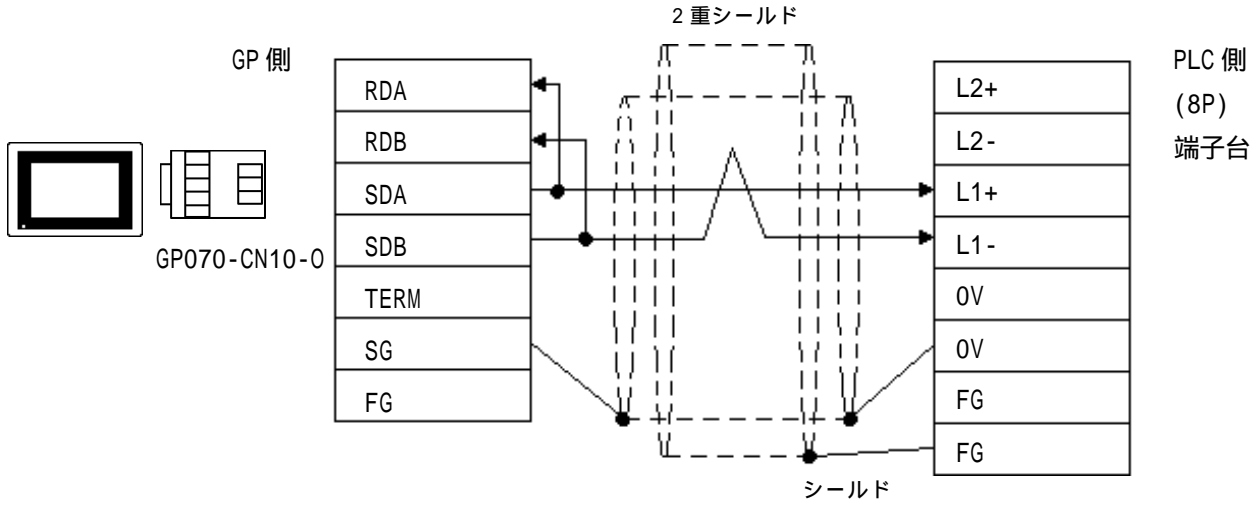 2 重シールド
GP 側
PLC 側
(8P)
端子台
GP070-CN10-O
RDA
RDB
SDA
SDB
TERM
SG
FG
L2+
L2-
L1+
L1-
0V
0V
FG
FG
シールド